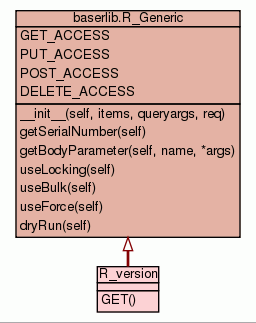 baserlib.R_Generic
GET_ACCESS
PUT_ACCESS
POST_ACCESS
DELETE_ACCESS
__init__(self, items, queryargs, req)
getSerialNumber(self)
getBodyParameter(self, name, *args)
useLocking(self)
useBulk(self)
useForce(self)
dryRun(self)
R_version
GET()